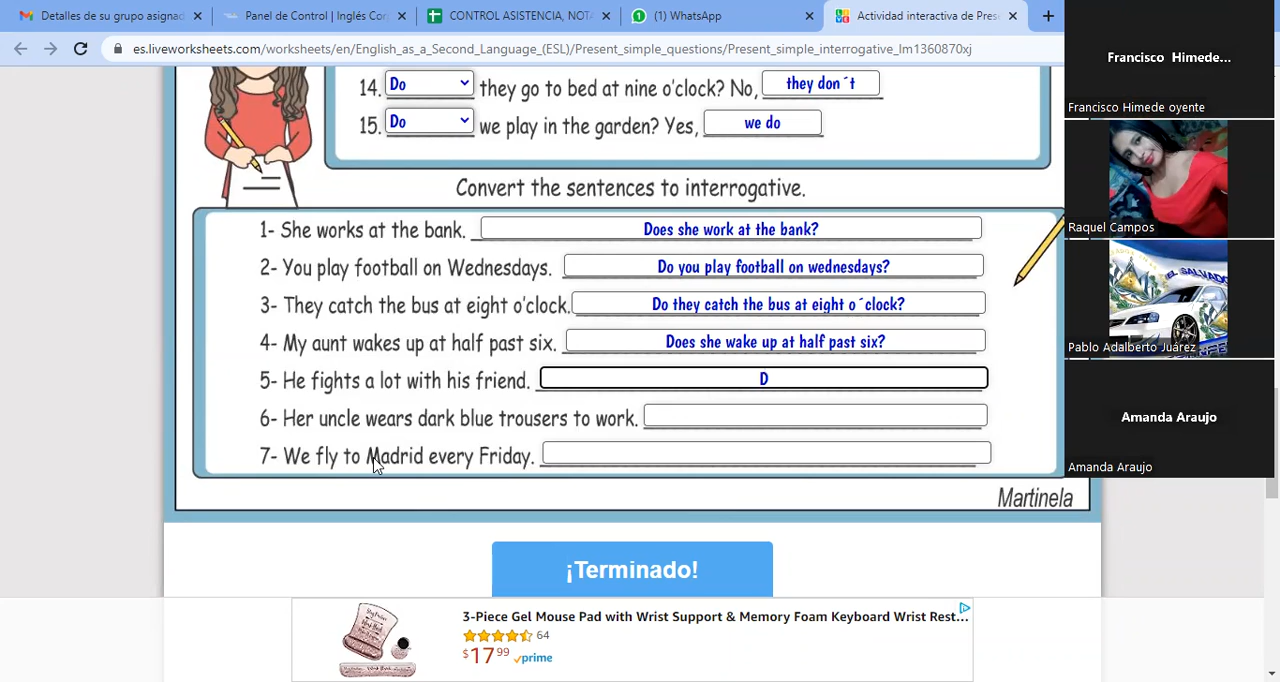 Detalles de su grupo asignad
Panel de Control | Inglés Cor
CONTROL ASISTENCIA, NOTA
(1) WhatsApp
Actividad interactiva de Pres
es.liveworksheets.com/worksheets/en/English_as_a_Second_Language_(ESL)/Present_simple_questions/Present_simple_interrogative_lm1360870xj
14. Do they go to bed at nine o'clock? No, they don´t
15. Do we play in the garden? Yes, we do
Convert the sentences to interrogative.
1- She works at the bank. Does she work at the bank?
2- You play football on Wednesdays. Do you play football on wednesdays?
3- They catch the bus at eight o'clock. Do they catch the bus at eight o´clock?
4- My aunt wakes up at half past six. Does she wake up at half past six?
5- He fights a lot with his friend. D
6- Her uncle wears dark blue trousers to work.
7- We fly to Madrid every Friday.
Martinela
¡Terminado!
3-Piece Gel Mouse Pad with Wrist Support & Memory Foam Keyboard Wrist Rest...
64
$17.99 prime
Francisco Himede...
Francisco Himede oyente
Raquel Campos
EL SALVADOR
Pablo Adalberto Juárez
Amanda Araujo
Amanda Araujo